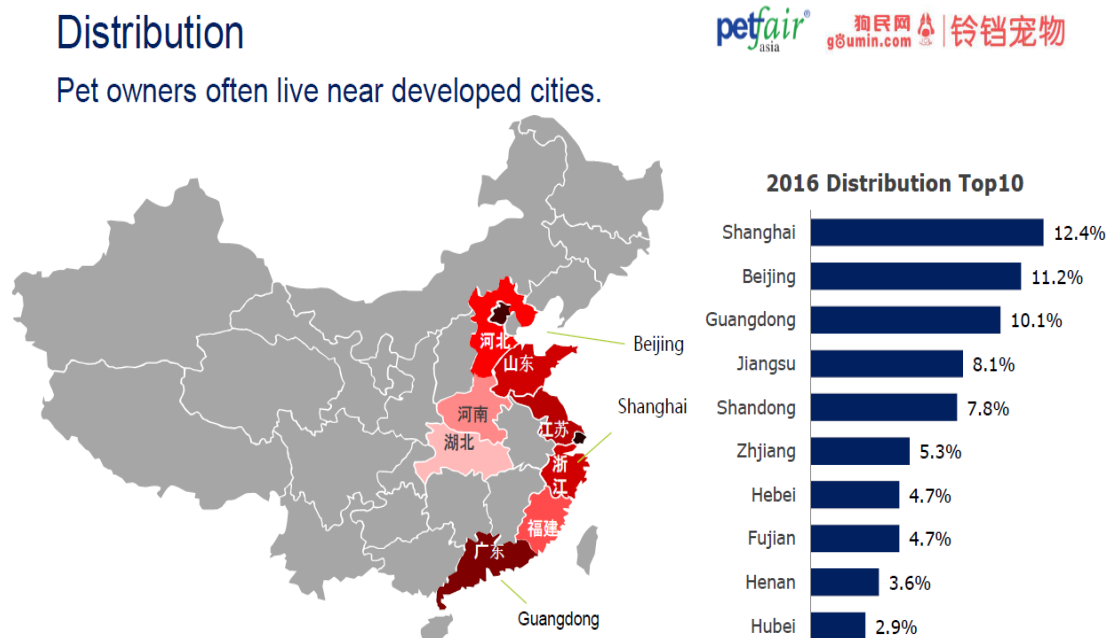 Distribution
petfair
asia
狗民网
goumin.com
铃铛宠物
Pet owners often live near developed cities.
河北
山东
河南
湖北
江苏
浙
江
福建
广东
Beijing
Shanghai
Guangdong
2016 Distribution Top10
Shanghai 12.4%
Beijing 11.2%
Guangdong 10.1%
Jiangsu 8.1%
Shandong 7.8%
Zhjiang 5.3%
Hebei 4.7%
Fujian 4.7%
Henan 3.6%
Hubei 2.9%